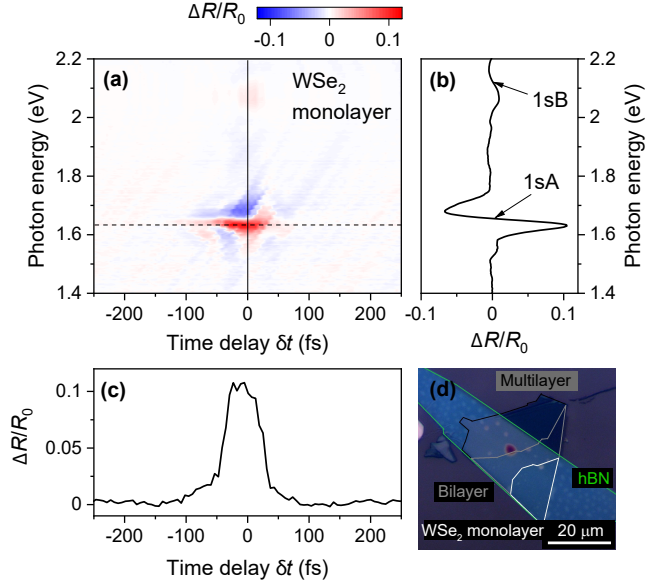 ΔR/R₀
-0.1 0 0.1
(a)
WSe₂
monolayer
Photon energy (eV)
2.2
2
1.8
1.6
1.4
-200 -100 0 100 200
Time delay δt (fs)
(b)
1sB
1sA
2.2
2
1.8
1.6
1.4
Photon energy (eV)
-0.1 0 0.1
ΔR/R₀
(c)
ΔR/R₀
0.1
0.05
0
-200 -100 0 100 200
Time delay δt (fs)
(d)
Multilayer
hBN
Bilayer
WSe₂ monolayer
20 μm